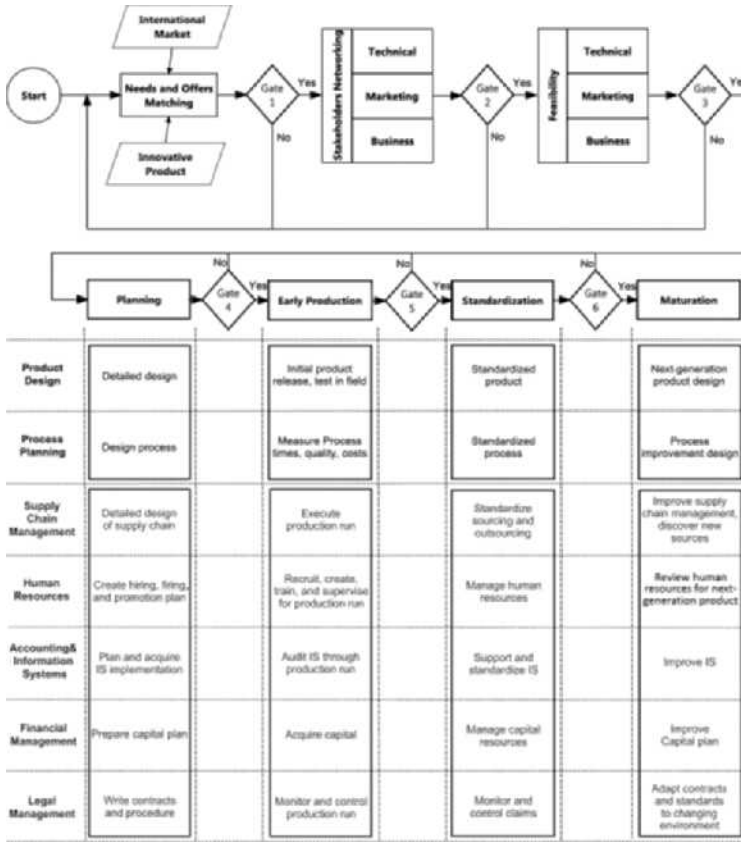 International
Market
Start
Needs and Offers
Matching
Innovative
Product
Gate
1
Yes
No
Stakeholders Networking
Technical
Marketing
Business
Gate
2
Yes
No
Feasibility
Technical
Marketing
Business
Gate
3
Yes
No
Planning
No
Gate
4
Yes
Early Production
No
Gate
5
Yes
Standardization
No
Gate
6
Yes
Maturation
Product
Design
Detailed design
Initial product
release, test in field
Standardized
product
Next-generation
product design
Process
Planning
Design process
Measure Process
times, quality, costs
Standardized
process
Process
improvement design
Supply
Chain
Management
Detailed design
of supply chain
Execute
production run
Standardize
sourcing and
outsourcing
Improve supply
chain management,
discover new
sources
Human
Resources
Create hiring, firing,
and promotion plan
Recruit, create,
train, and supervise
for production run
Manage human
resources
Review human
resources for next-
generation product
Accounting&
Information
Systems
Plan and acquire
IS implementation
Audit IS through
production run
Support and
standardize IS
Improve IS
Financial
Management
Prepare capital plan
Acquire capital
Manage capital
resources
Improve
Capital plan
Legal
Management
Write contracts
and procedure
Monitor and control
production run
Monitor and
control claims
Adapt contracts
and standards
to changing
environment